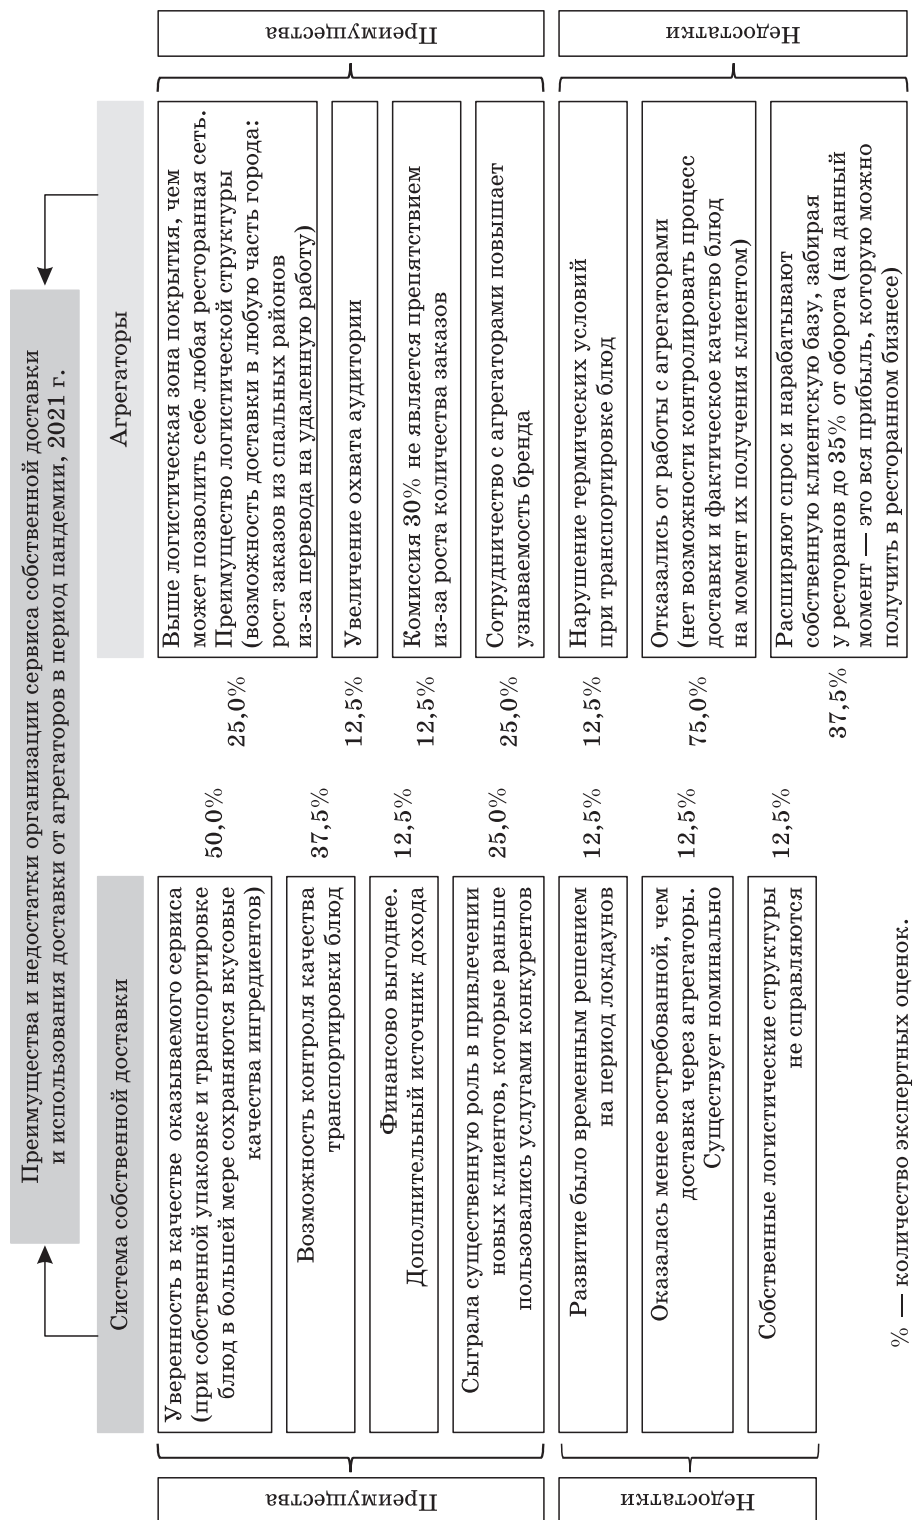 Преимущества и недостатки организации сервиса собственной доставки
и использования доставки от агрегаторов в период пандемии, 2021 г.
Система собственной доставки
Агрегаторы
Преимущества
Уверенность в качестве оказываемого сервиса
(при собственной упаковке и транспортировке
блюд в большей мере сохраняются вкусовые
качества ингредиентов)
50,0%
Возможность контроля качества
транспортировки блюд
37,5%
Финансово выгоднее.
Дополнительный источник дохода
12,5%
Сыграла существенную роль в привлечении
новых клиентов, которые раньше
пользовались услугами конкурентов
25,0%
Недостатки
Развитие было временным решением
на период локдаунов
12,5%
Оказалась менее востребованной, чем
доставка через агрегаторы.
Существует номинально
12,5%
Собственные логистические структуры
не справляются
12,5%
25,0%
Выше логистическая зона покрытия, чем
может позволить себе любая ресторанная сеть.
Преимущество логистической структуры
(возможность доставки в любую часть города:
рост заказов из спальных районов
из-за перевода на удаленную работу)
12,5%
Увеличение охвата аудитории
12,5%
Комиссия 30% не является препятствием
из-за роста количества заказов
25,0%
Сотрудничество с агрегаторами повышает
узнаваемость бренда
Преимущества
12,5%
Нарушение термических условий
при транспортировке блюд
75,0%
Отказались от работы с агрегаторами
(нет возможности контролировать процесс
доставки и фактическое качество блюд
на момент их получения клиентом)
37,5%
Расширяют спрос и нарабатывают
собственную клиентскую базу, забирая
у ресторанов до 35% от оборота (на данный
момент — это вся прибыль, которую можно
получить в ресторанном бизнесе)
Недостатки
% — количество экспертных оценок.